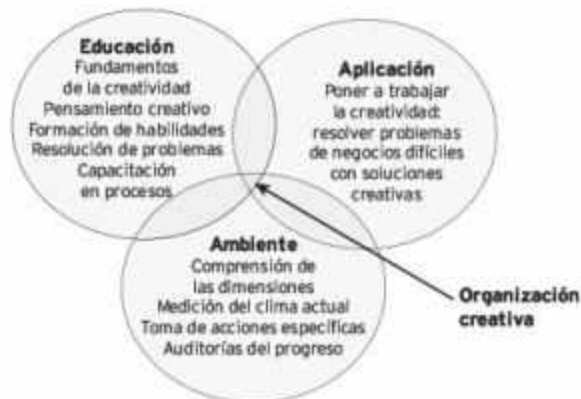 Educación
Fundamentos
de la creatividad
Pensamiento creativo
Formación de habilidades
Resolución de problemas
Capacitación
en procesos
Aplicación
Poner a trabajar
la creatividad:
resolver problemas
de negocios difíciles
con soluciones
creativas
Ambiente
Comprensión de
las dimensiones
Medición del clima actual
Toma de acciones específicas
Auditorías del progreso
Organización
creativa